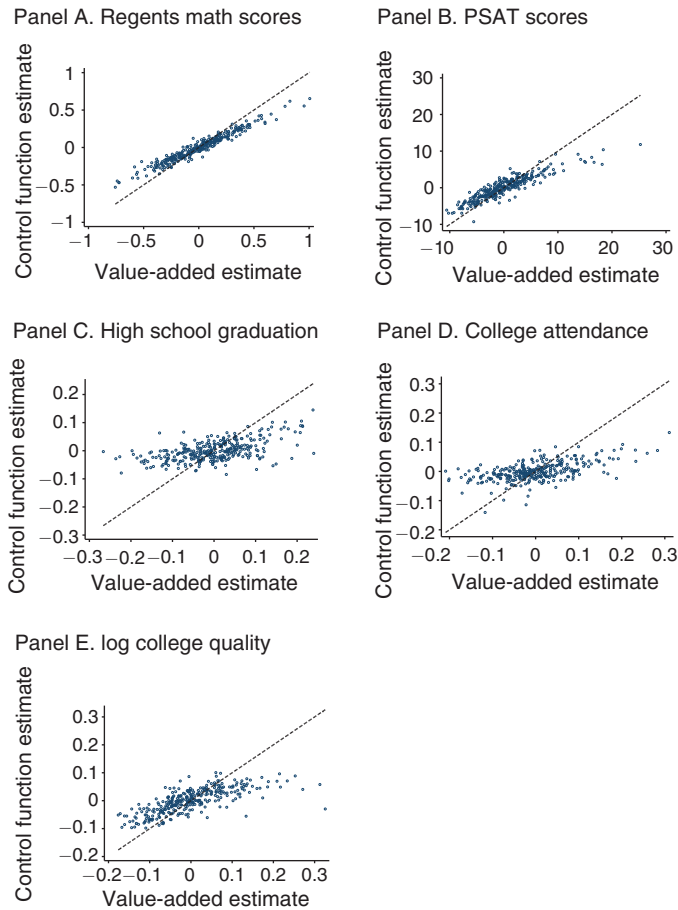 Panel A. Regents math scores
Control function estimate
1
0.5
0
−0.5
−1
−1 −0.5 0 0.5 1
Value-added estimate
Panel B. PSAT scores
Control function estimate
30
20
10
0
−10
−10 0 10 20 30
Value-added estimate
Panel C. High school graduation
Control function estimate
0.2
0.1
0
−0.1
−0.2
−0.3
−0.3 −0.2 −0.1 0 0.1 0.2
Value-added estimate
Panel D. College attendance
Control function estimate
0.3
0.2
0.1
0
−0.1
−0.2
−0.2 −0.1 0 0.1 0.2 0.3
Value-added estimate
Panel E. log college quality
Control function estimate
0.3
0.2
0.1
0
−0.1
−0.2
−0.2 −0.1 0 0.1 0.2 0.3
Value-added estimate